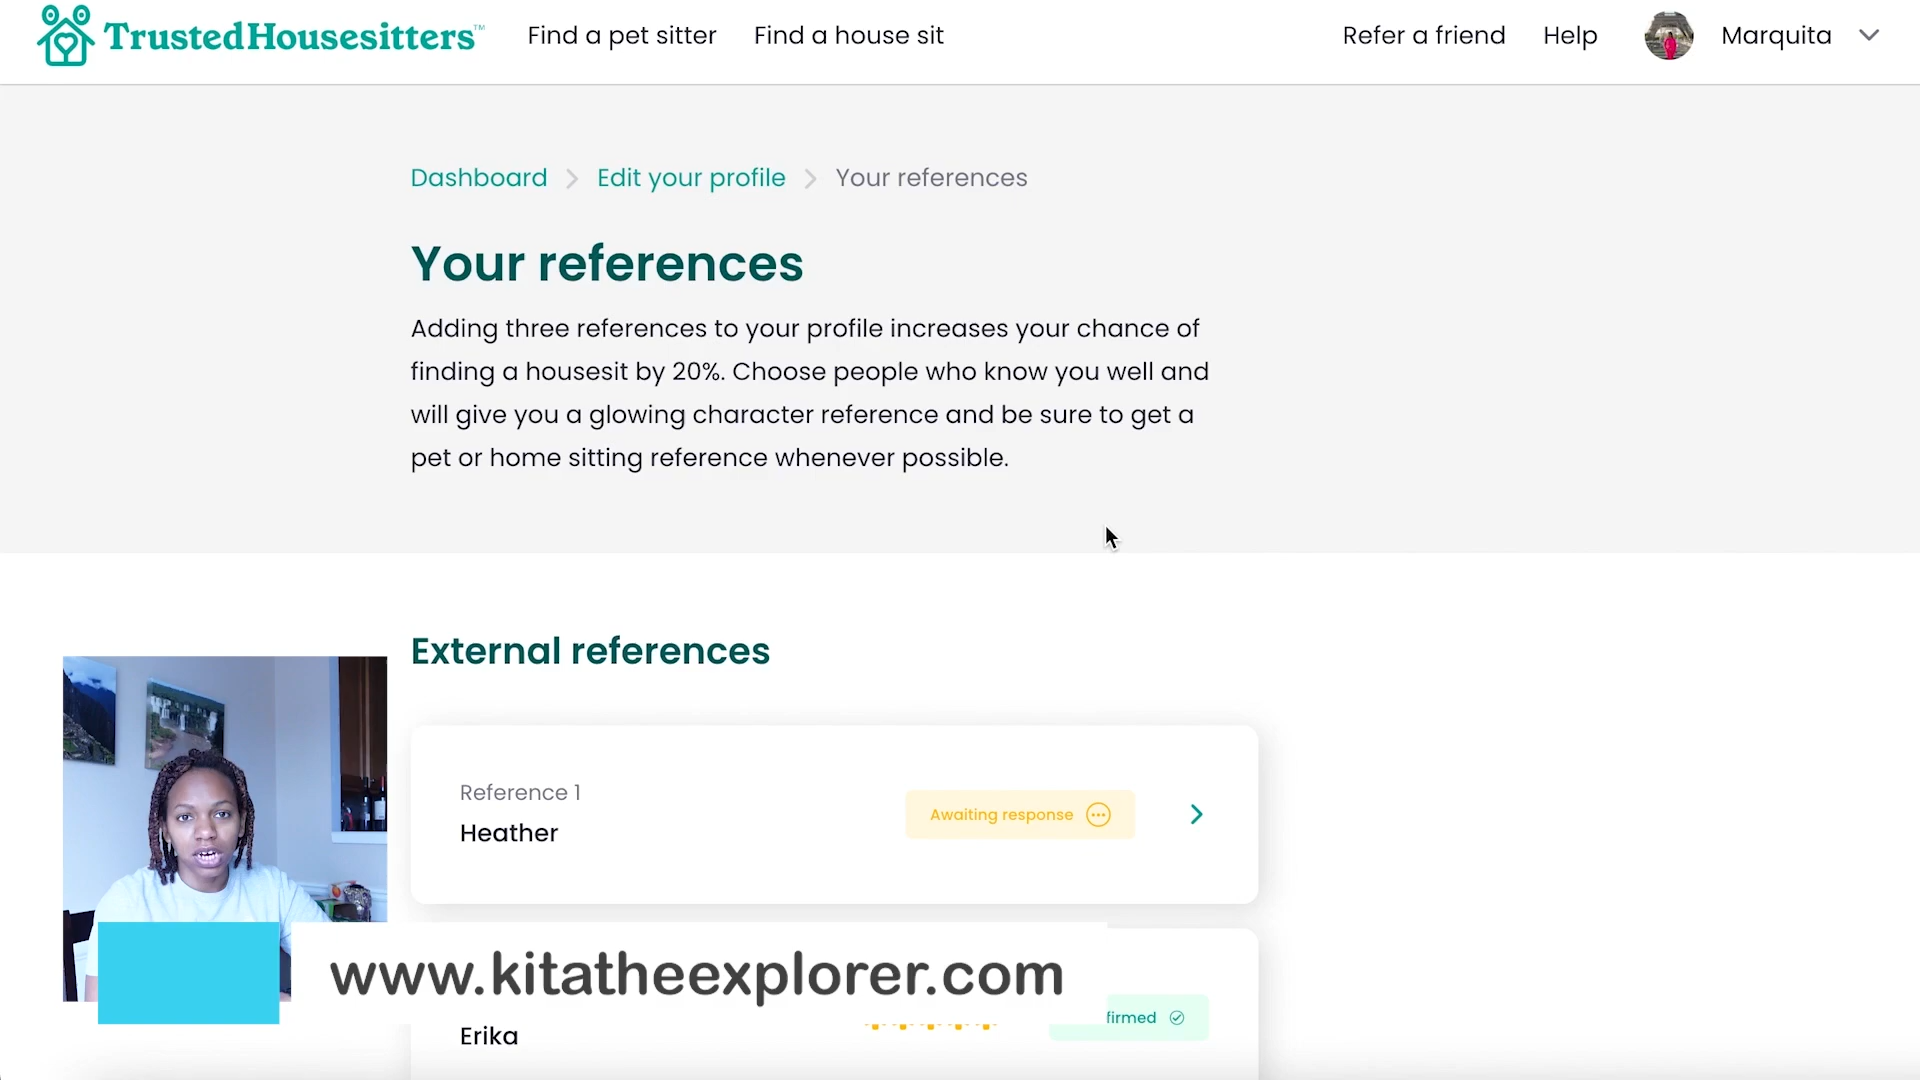 TrustedHousesitters™ Find a pet sitter Find a house sit Refer a friend Help Marquita
Dashboard > Edit your profile > Your references
Your references
Adding three references to your profile increases your chance of
finding a housesit by 20%. Choose people who know you well and
will give you a glowing character reference and be sure to get a
pet or home sitting reference whenever possible.
External references
Reference 1
Heather
Awaiting response
www.kitatheexplorer.com
firmed
Erika